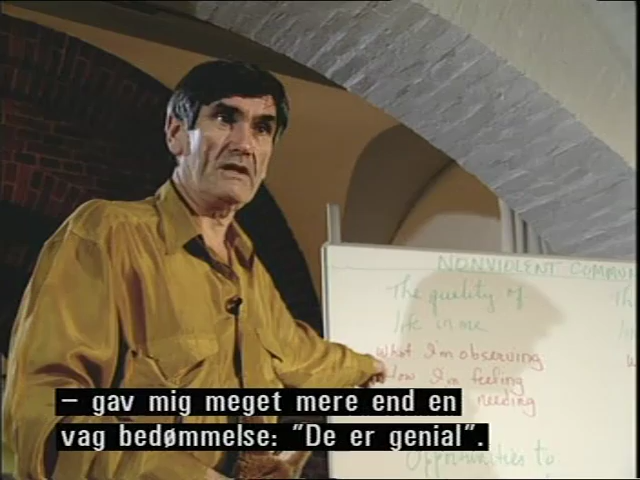 NONVIOLENT COMMUN
The quality of
life in me
What I'm observing
How I'm feeling
needing
Opportunities to
– gav mig meget mere end en
vag bedømmelse: "De er genial".